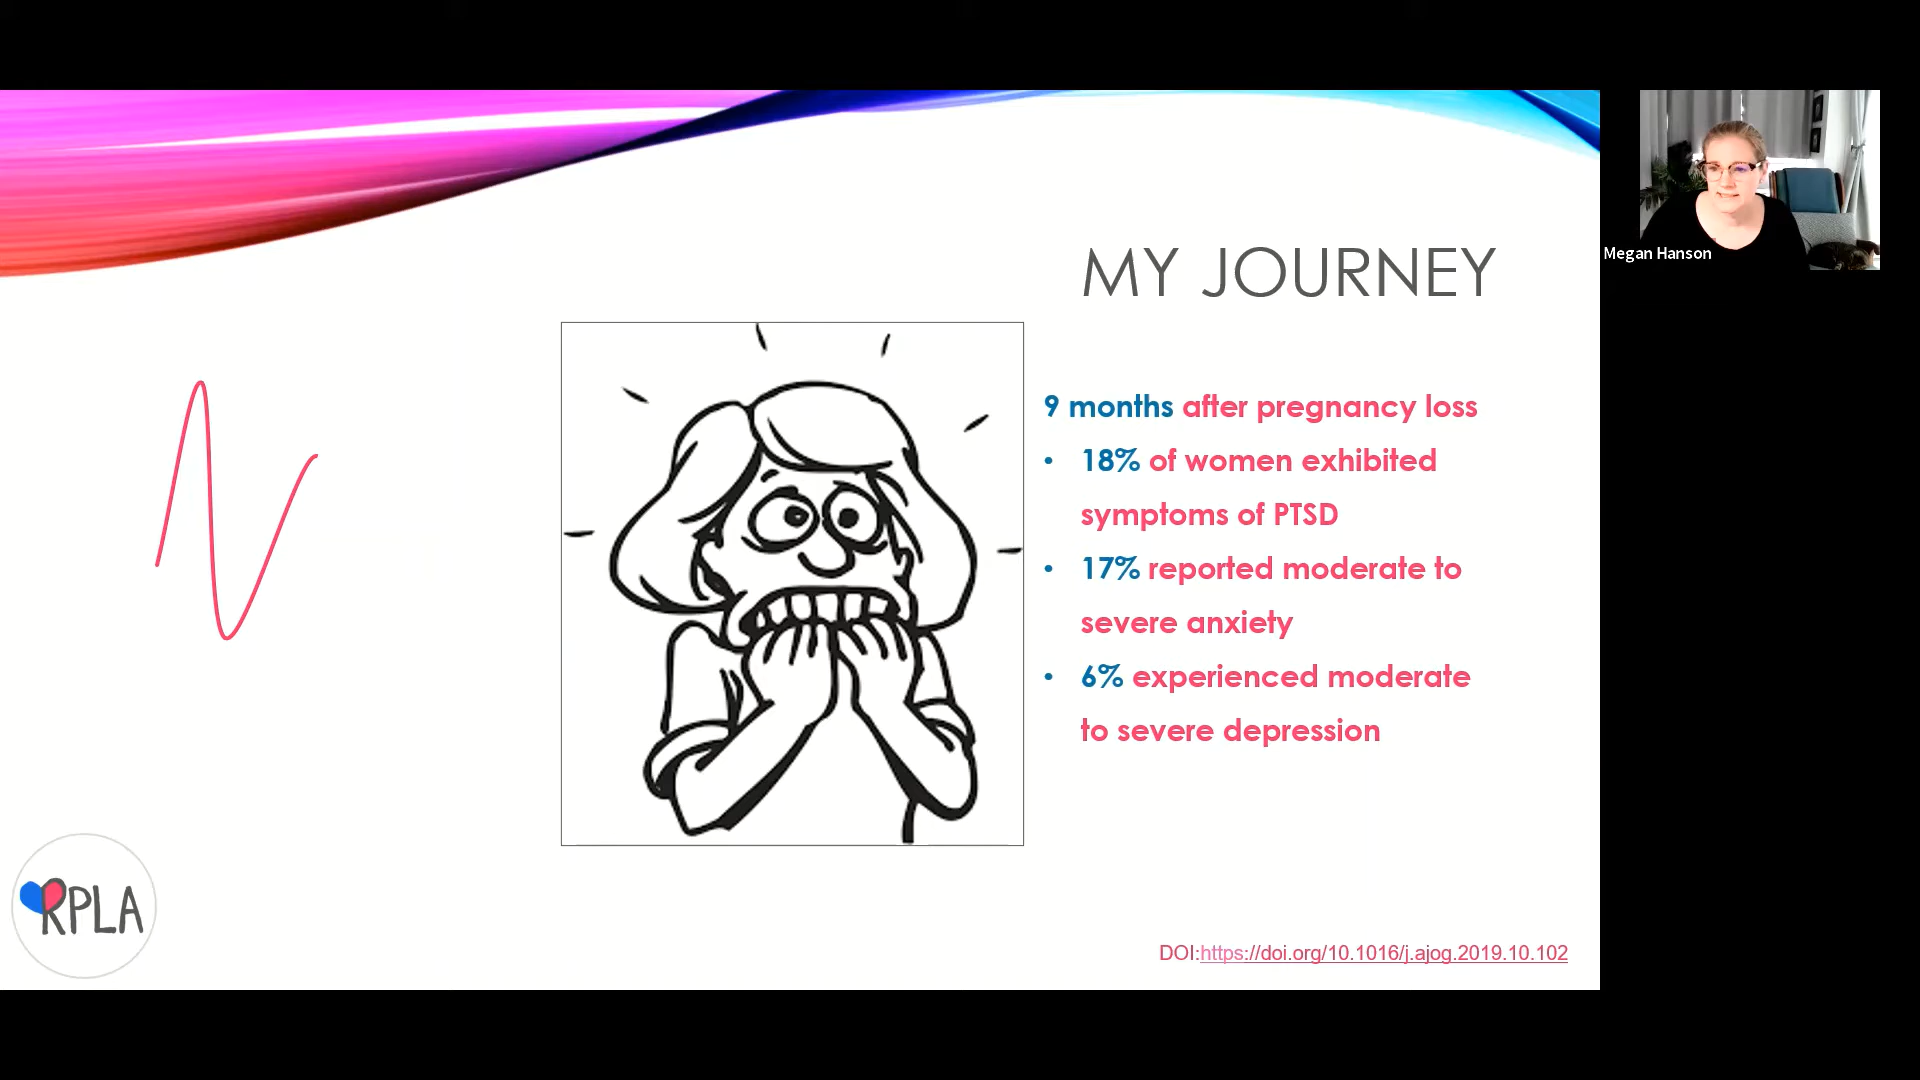 MY JOURNEY
Megan Hanson
9 months after pregnancy loss
• 18% of women exhibited
symptoms of PTSD
• 17% reported moderate to
severe anxiety
• 6% experienced moderate
to severe depression
RPLA
DOI:https://doi.org/10.1016/j.ajog.2019.10.102